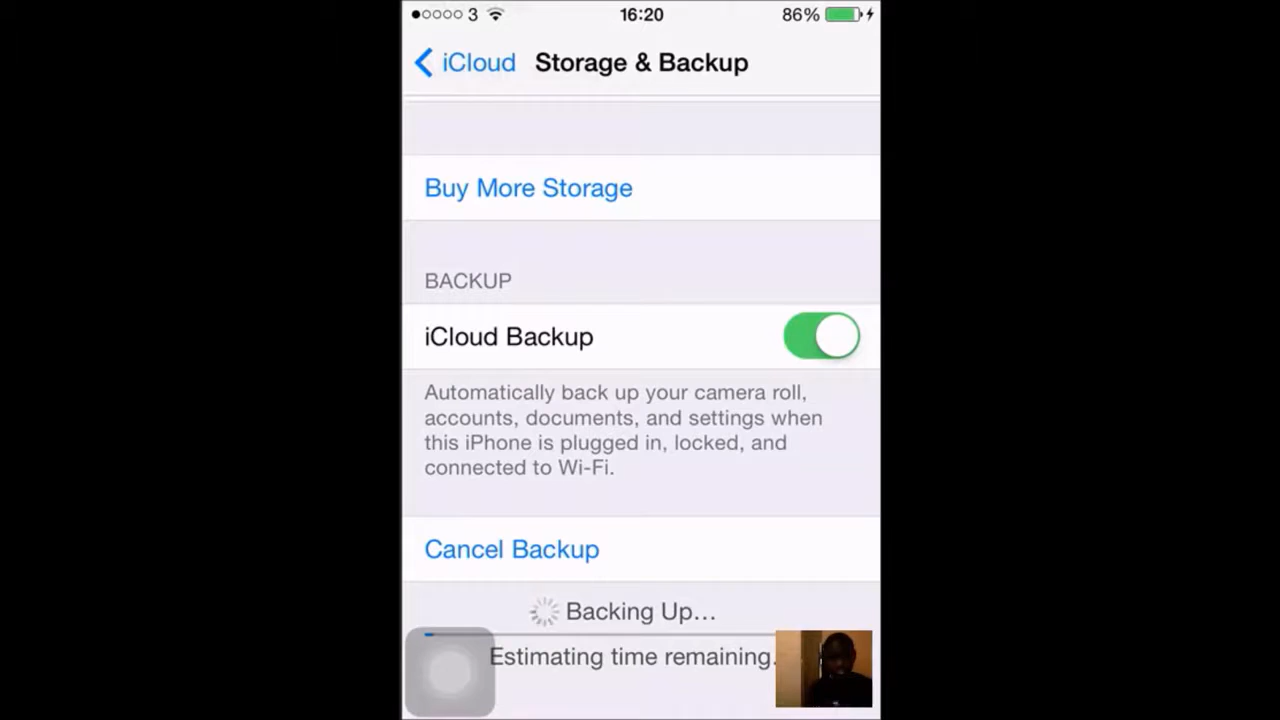 3 16:20 86%
iCloud Storage & Backup
Buy More Storage
BACKUP
iCloud Backup
Automatically back up your camera roll,
accounts, documents, and settings when
this iPhone is plugged in, locked, and
connected to Wi-Fi.
Cancel Backup
Backing Up…
Estimating time remaining.